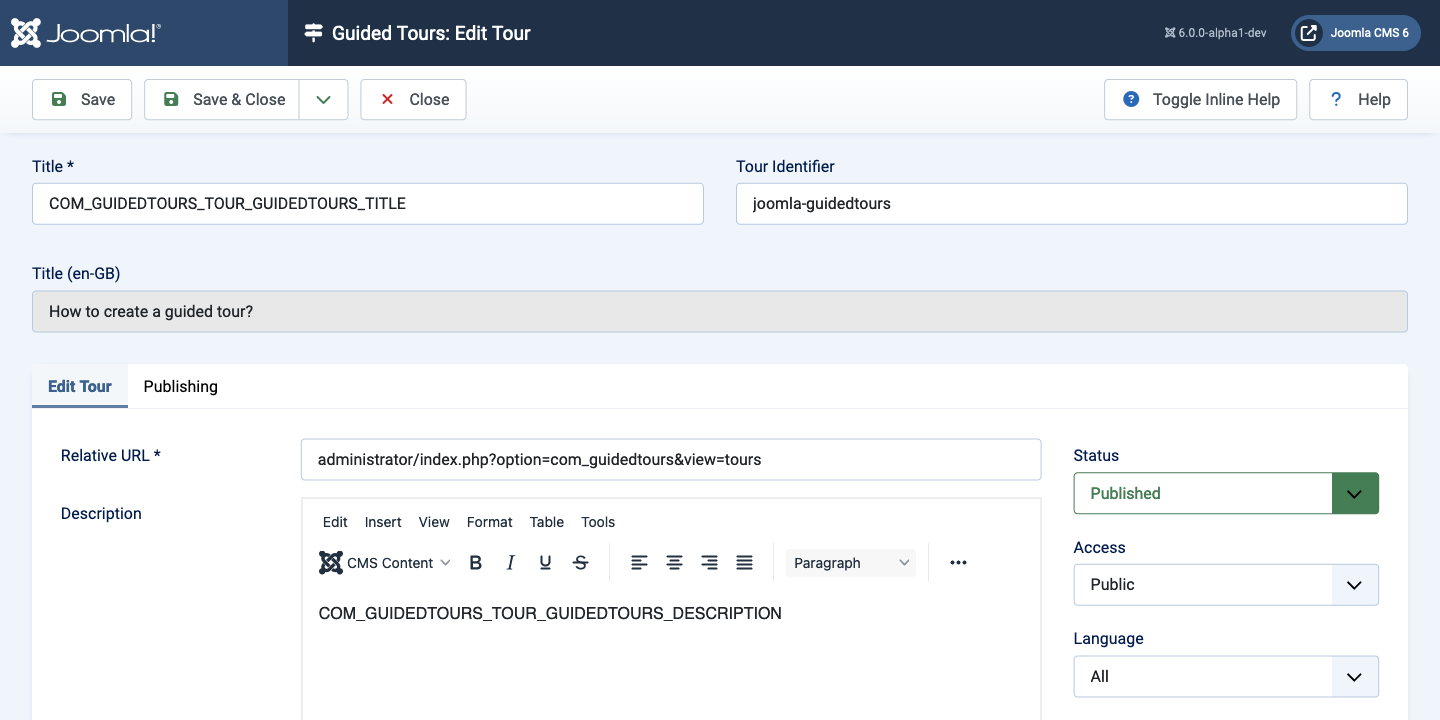 Joomla!®
Guided Tours: Edit Tour
6.0.0-alpha1-dev
Joomla CMS 6
Save
Save & Close
Close
Toggle Inline Help
? Help
Title *
Tour Identifier
COM_GUIDEDTOURS_TOUR_GUIDEDTOURS_TITLE
joomla-guidedtours
Title (en-GB)
How to create a guided tour?
Edit Tour
Publishing
Relative URL *
administrator/index.php?option=com_guidedtours&view=tours
Status
Published
Description
Edit Insert View Format Table Tools
Access
CMS Content B I U S Paragraph
Public
COM_GUIDEDTOURS_TOUR_GUIDEDTOURS_DESCRIPTION
Language
All